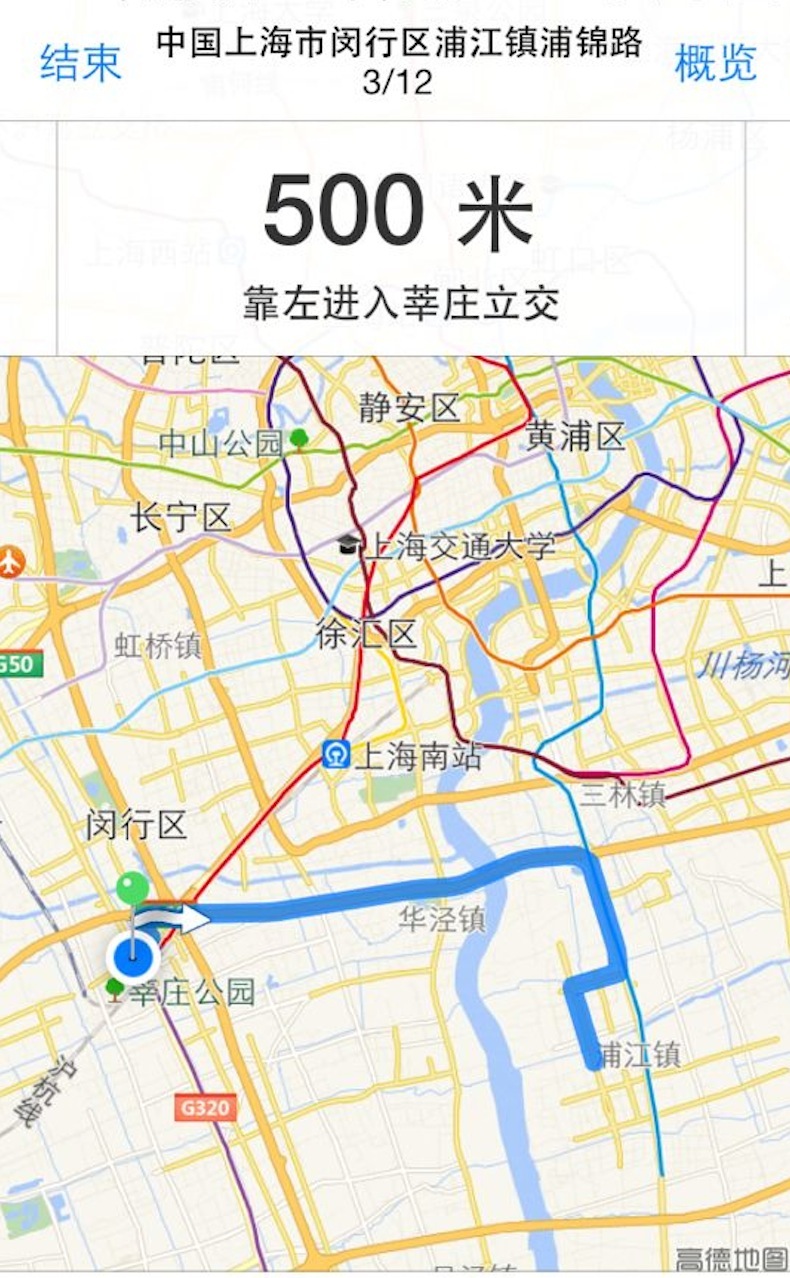 中国上海市闵行区浦江镇浦锦路
结束
3/12
概览
500 米
靠左进入莘庄立交
普陀区
静安区
中山公园
黄浦区
长宁区
上海交通大学
上
徐汇区
虹桥镇
G50
川杨河
上海南站
三林镇
闵行区
华泾镇
莘庄公园
浦江镇
沪杭线
G320
高德地图